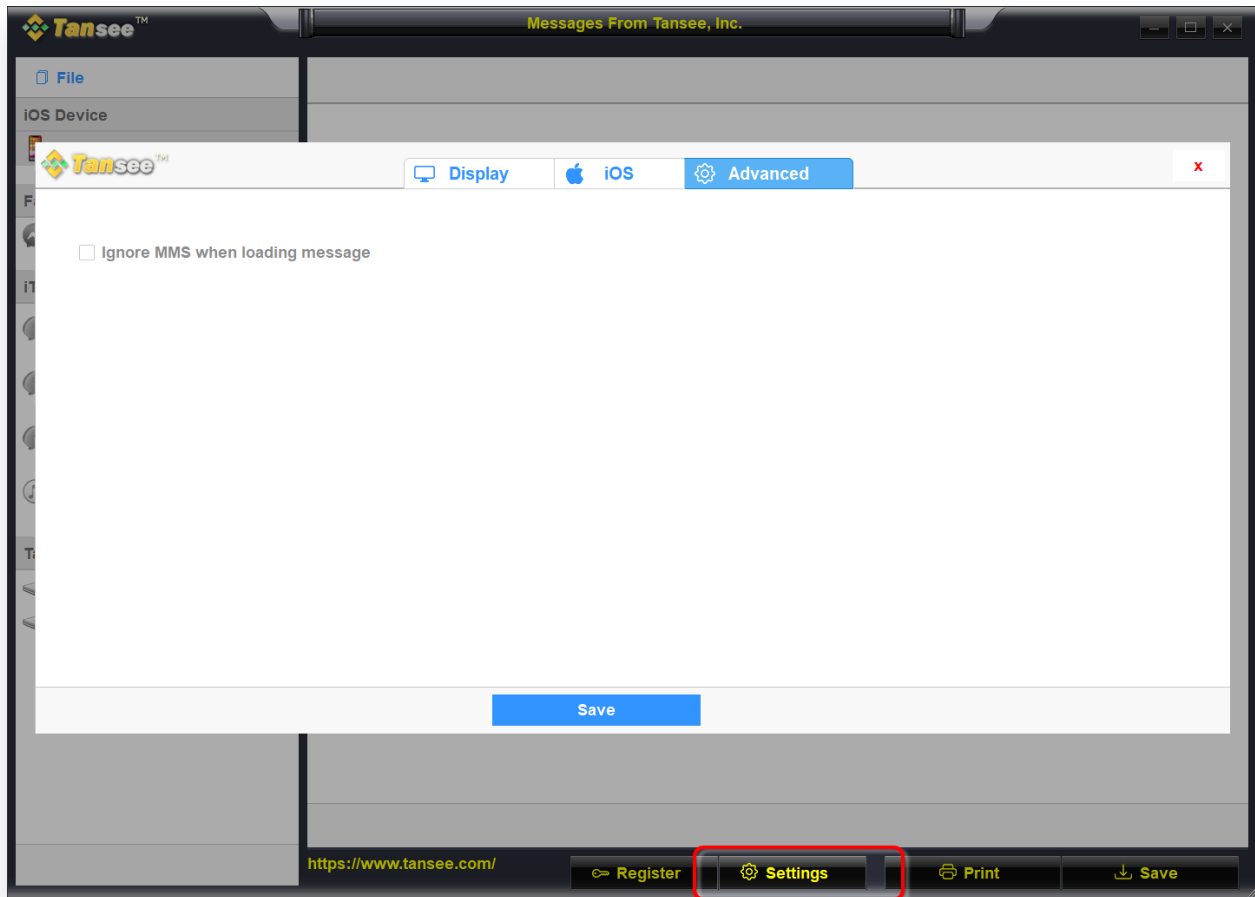 Tansee™
Messages From Tansee, Inc.
File
iOS Device
Tansee™
Display
iOS
Advanced
x
Ignore MMS when loading message
Save
https://www.tansee.com/
Register
Settings
Print
Save